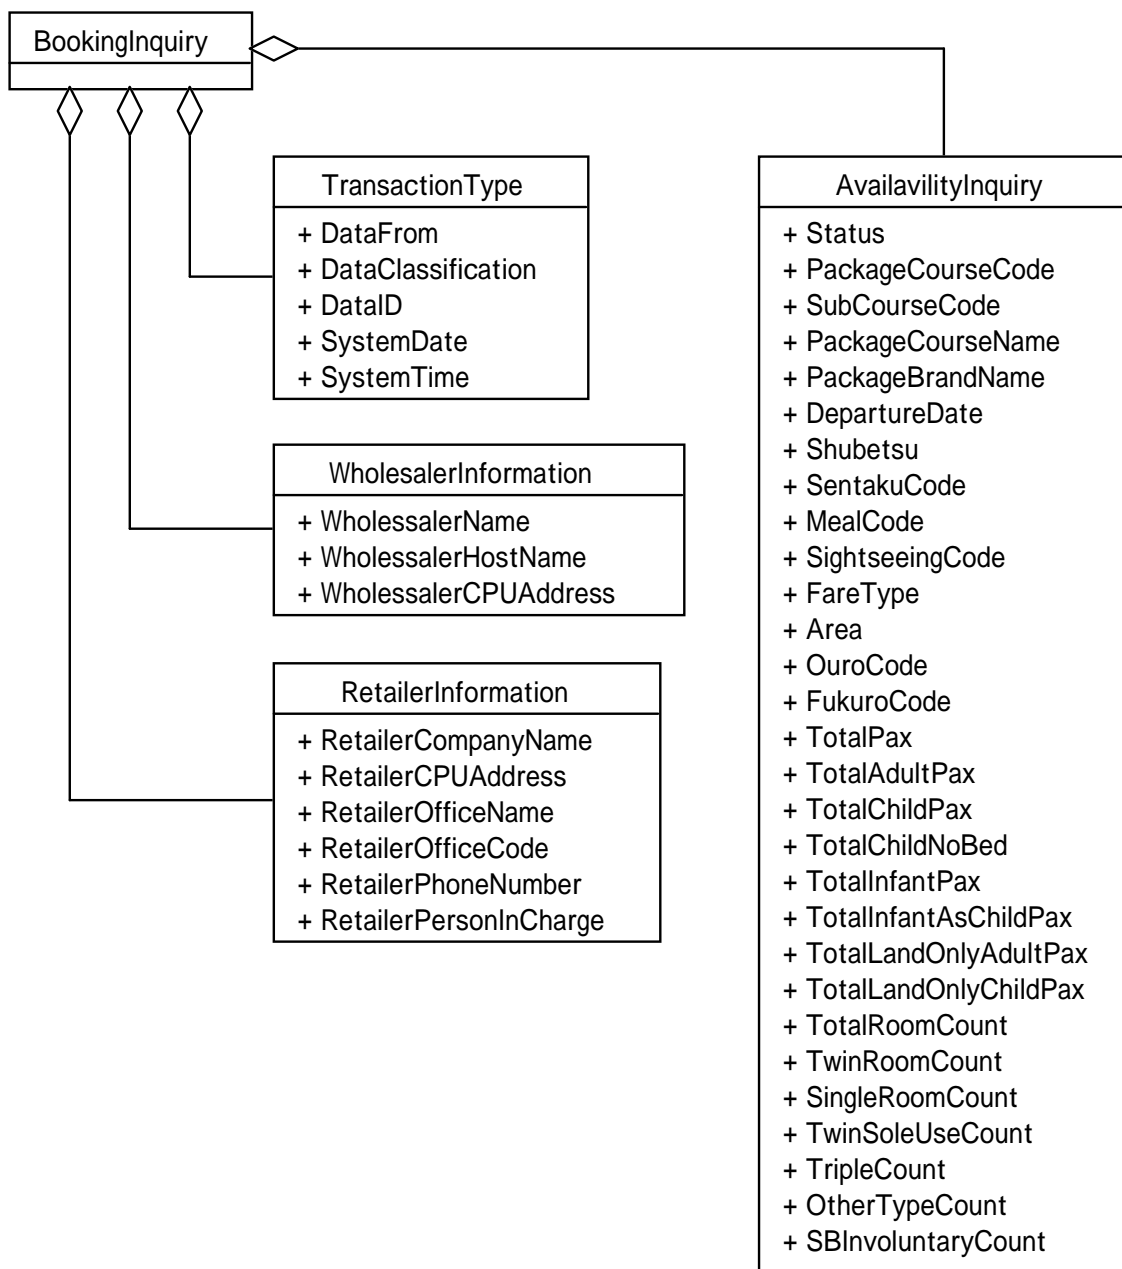 BookingInquiry
TransactionType
+ DataFrom
+ DataClassification
+ DataID
+ SystemDate
+ SystemTime
WholesalerInformation
+ WholessalerName
+ WholessalerHostName
+ WholessalerCPUAddress
RetailerInformation
+ RetailerCompanyName
+ RetailerCPUAddress
+ RetailerOfficeName
+ RetailerOfficeCode
+ RetailerPhoneNumber
+ RetailerPersonInCharge
AvailavilityInquiry
+ Status
+ PackageCourseCode
+ SubCourseCode
+ PackageCourseName
+ PackageBrandName
+ DepartureDate
+ Shubetsu
+ SentakuCode
+ MealCode
+ SightseeingCode
+ FareType
+ Area
+ OuroCode
+ FukuroCode
+ TotalPax
+ TotalAdultPax
+ TotalChildPax
+ TotalChildNoBed
+ TotalInfantPax
+ TotalInfantAsChildPax
+ TotalLandOnlyAdultPax
+ TotalLandOnlyChildPax
+ TotalRoomCount
+ TwinRoomCount
+ SingleRoomCount
+ TwinSoleUseCount
+ TripleCount
+ OtherTypeCount
+ SBInvoluntaryCount